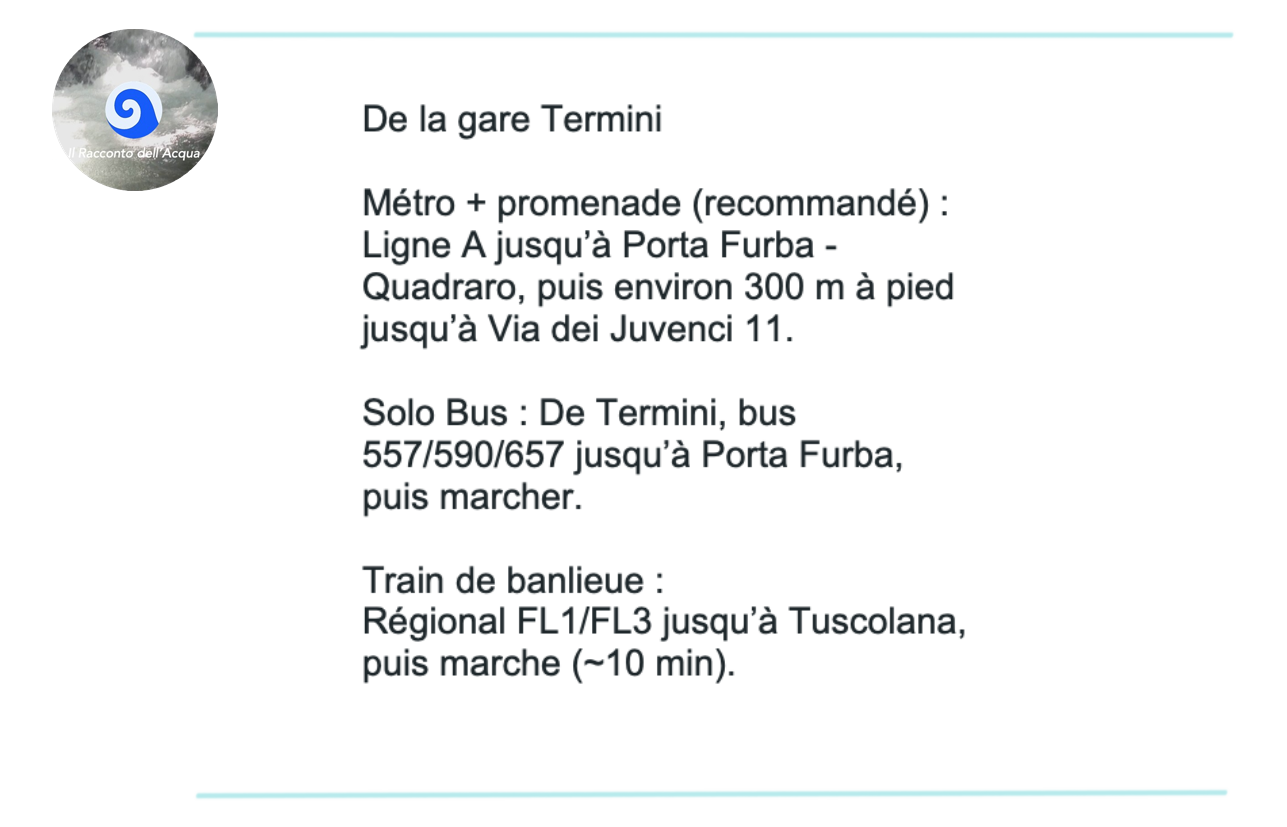 Il Racconto dell'Acqua
De la gare Termini
Métro + promenade (recommandé) :
Ligne A jusqu’à Porta Furba -
Quadraro, puis environ 300 m à pied
jusqu’à Via dei Juvenci 11.
Solo Bus : De Termini, bus
557/590/657 jusqu’à Porta Furba,
puis marcher.
Train de banlieue :
Régional FL1/FL3 jusqu’à Tuscolana,
puis marche (~10 min).